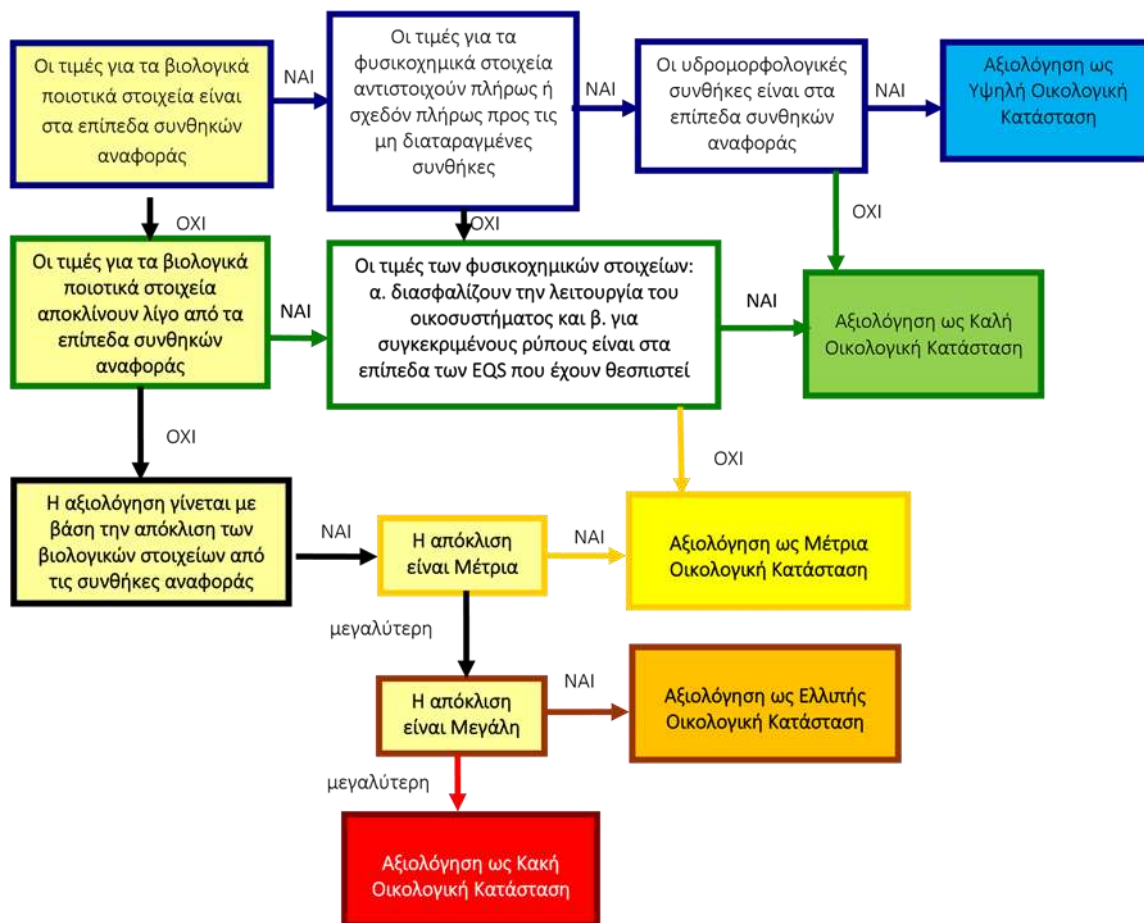 Οι τιμές για τα βιολογικά
ποιοτικά στοιχεία είναι
στα επίπεδα συνθηκών
αναφοράς
ΝΑΙ
Οι τιμές για τα
φυσικοχημικά στοιχεία
αντιστοιχούν πλήρως ή
σχεδόν πλήρως προς τις
μη διαταραγμένες
συνθήκες
ΝΑΙ
Οι υδρομορφολογικές
συνθήκες είναι στα
επίπεδα συνθηκών
αναφοράς
ΝΑΙ
Αξιολόγηση ως
Υψηλή Οικολογική
Κατάσταση
ΟΧΙ
ΟΧΙ
ΟΧΙ
Οι τιμές για τα βιολογικά
ποιοτικά στοιχεία
αποκλίνουν λίγο από τα
επίπεδα συνθηκών
αναφοράς
ΝΑΙ
Οι τιμές των φυσικοχημικών στοιχείων:
α. διασφαλίζουν την λειτουργία του
οικοσυστήματος και β. για
συγκεκριμένους ρύπους είναι στα
επίπεδα των EQS που έχουν θεσπιστεί
ΝΑΙ
Αξιολόγηση ως Καλή
Οικολογική Κατάσταση
ΟΧΙ
ΟΧΙ
Η αξιολόγηση γίνεται με
βάση την απόκλιση των
βιολογικών στοιχείων από
τις συνθήκες αναφοράς
ΝΑΙ
Η απόκλιση
είναι Μέτρια
ΝΑΙ
Αξιολόγηση ως Μέτρια
Οικολογική Κατάσταση
μεγαλύτερη
Η απόκλιση
είναι Μεγάλη
ΝΑΙ
Αξιολόγηση ως Ελλιπής
Οικολογική Κατάσταση
μεγαλύτερη
Αξιολόγηση ως Κακή
Οικολογική Κατάσταση